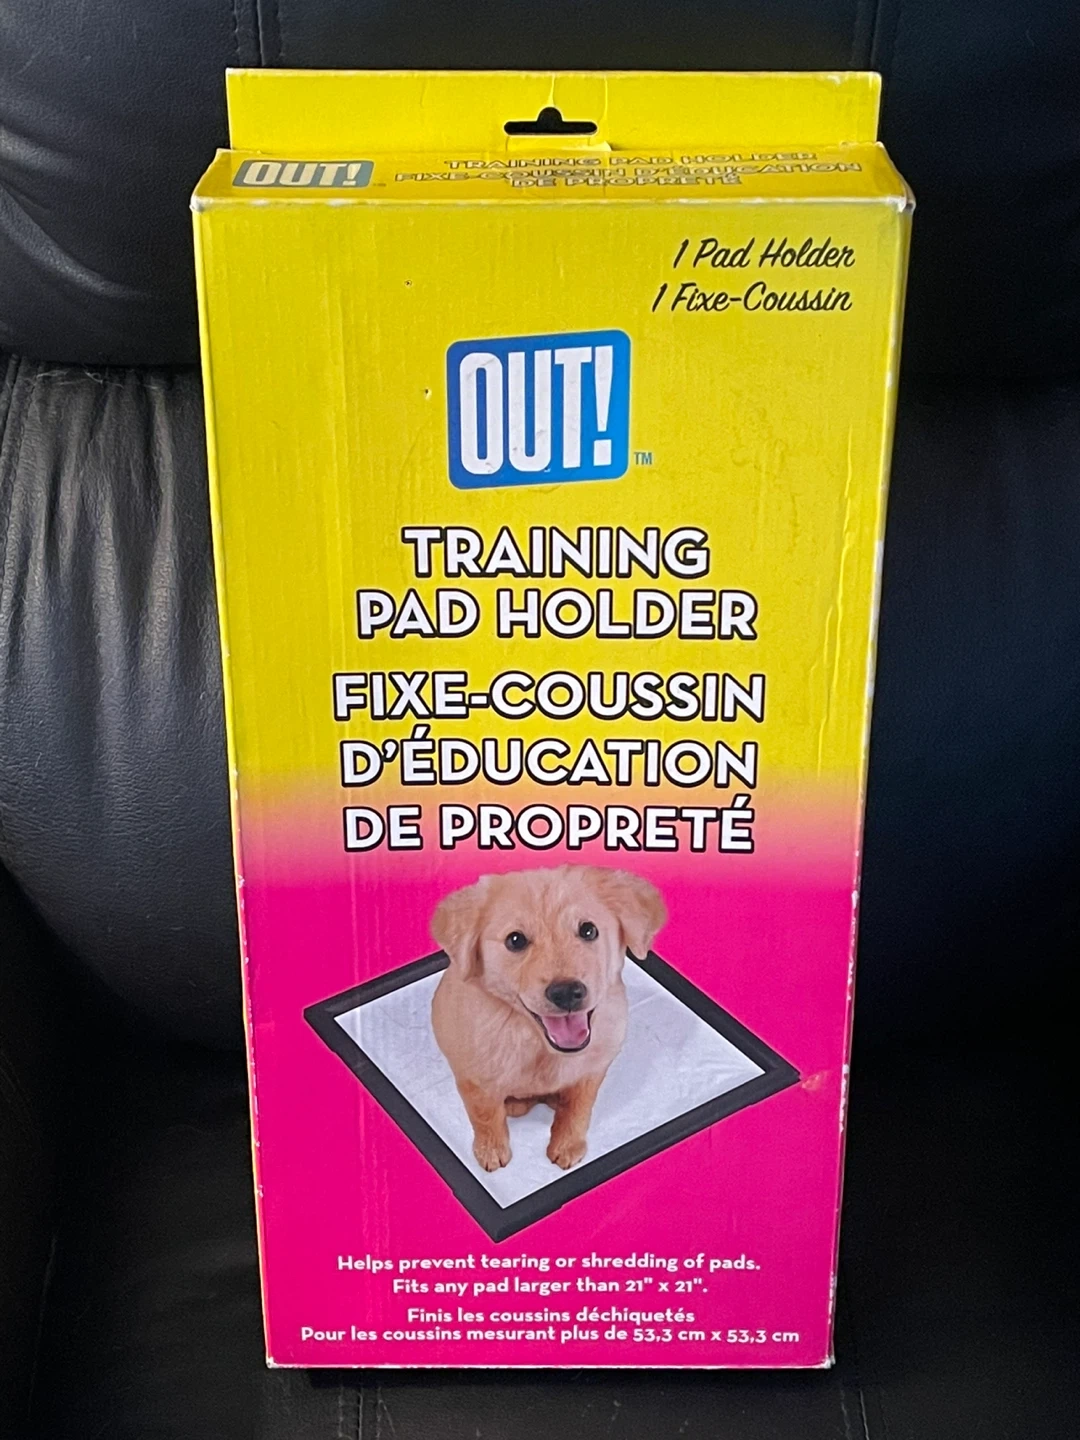 OUT!
TRAINING PAD HOLDER
FIXE-COUSSIN D'ÉDUCATION
DE PROPRETÉ
1 Pad Holder
1 Fixe-Coussin
OUT!
TM
TRAINING
PAD HOLDER
FIXE-COUSSIN
D'ÉDUCATION
DE PROPRETÉ
Helps prevent tearing or shredding of pads.
Fits any pad larger than 21" x 21".
Finis les coussins déchiquetés
Pour les coussins mesurant plus de 53,3 cm x 53,3 cm